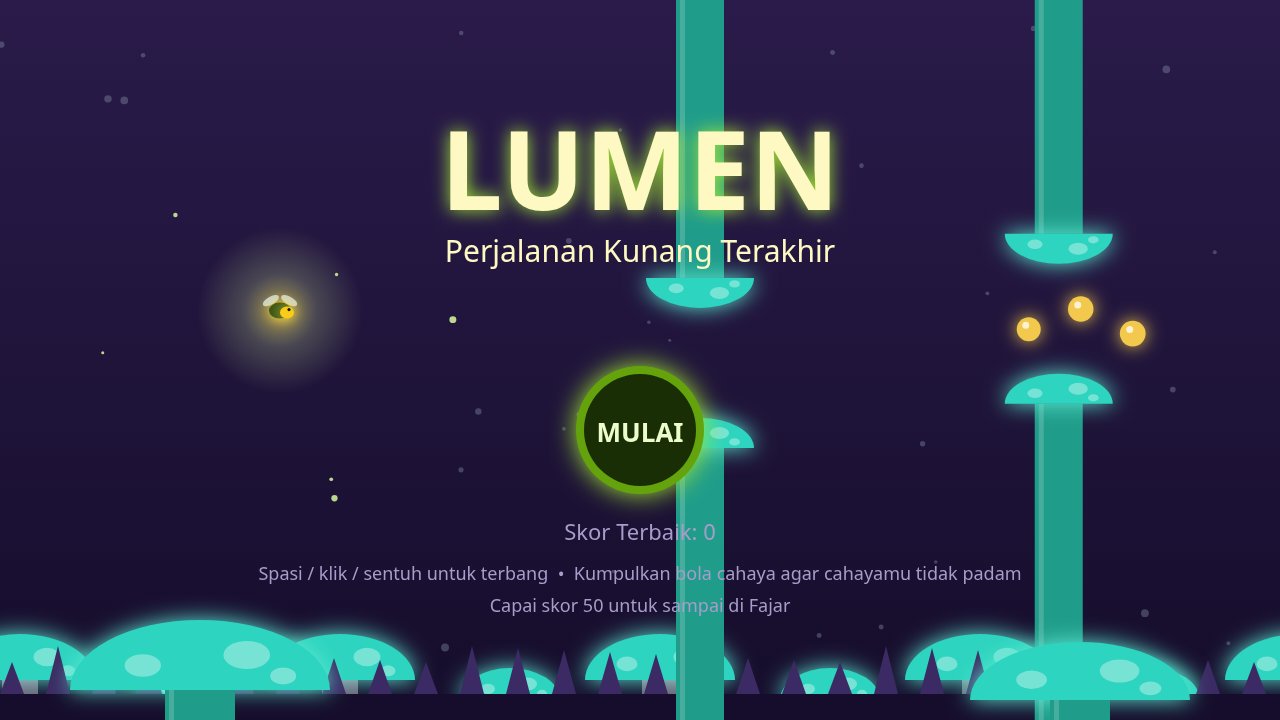 LUMEN
Perjalanan Kunang Terakhir
MULAI
Skor Terbaik: 0
Spasi / klik / sentuh untuk terbang • Kumpulkan bola cahaya agar cahayamu tidak padam
Capai skor 50 untuk sampai di Fajar